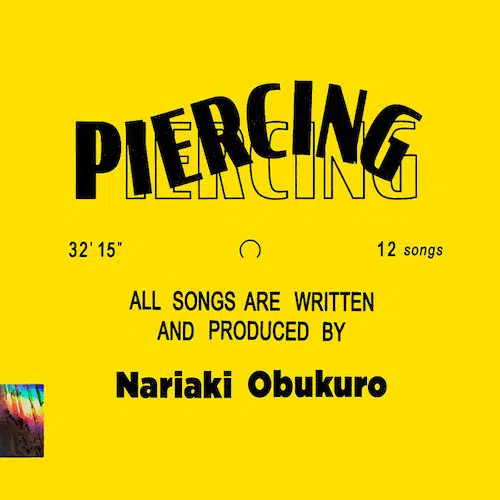 PIERCING
PIERCING
32' 15" 12 songs
ALL SONGS ARE WRITTEN
AND PRODUCED BY
Nariaki Obukuro